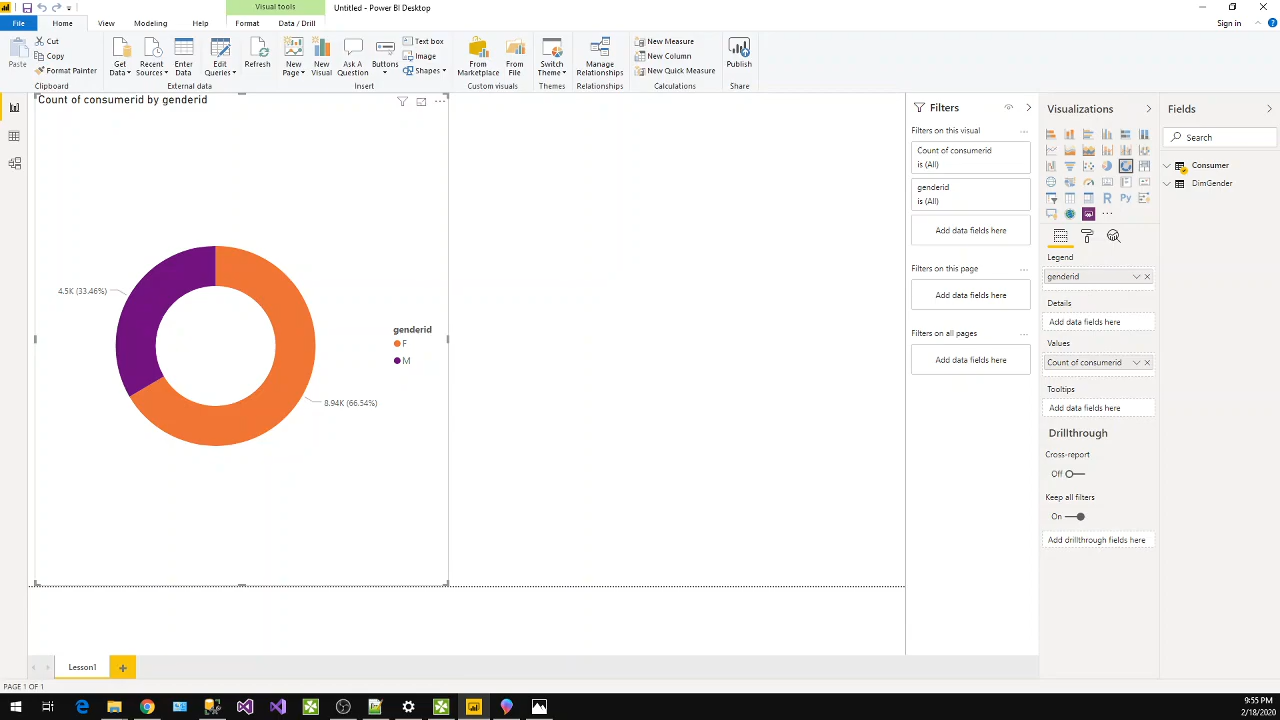 Visual tools
Untitled - Power BI Desktop
File
Home
View
Modeling
Help
Format
Data / Drill
Sign in
Paste
Cut
Copy
Format Painter
Clipboard
Get Data
Recent Sources
Enter Data
Edit Queries
Refresh
External data
New Page
New Visual
Ask A Question
Buttons
Text box
Image
Shapes
Insert
From Marketplace
From File
Custom visuals
Switch Theme
Themes
Manage Relationships
Relationships
New Measure
New Column
New Quick Measure
Calculations
Publish
Share
Count of consumerid by genderid
4.5K (33.46%)
8.94K (66.54%)
genderid
F
M
Filters
Filters on this visual
Count of consumerid
is (All)
genderid
is (All)
Add data fields here
Filters on this page
Add data fields here
Filters on all pages
Add data fields here
Visualizations
R
Py
Legend
genderid
Details
Add data fields here
Values
Count of consumerid
Tooltips
Add data fields here
Drillthrough
Cross-report
Off
Keep all filters
On
Add drillthrough fields here
Fields
Search
Consumer
DimGender
Lesson1
PAGE 1 OF 1
9:55 PM
2/18/2020